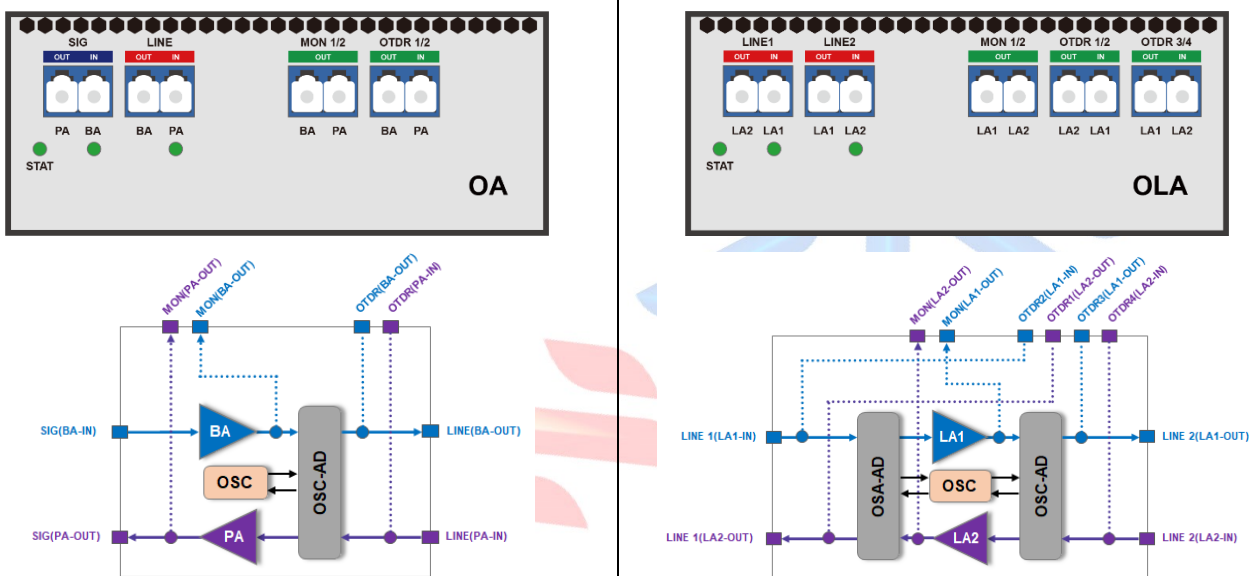 SIG LINE MON 1/2 OTDR 1/2
OUT IN OUT IN OUT OUT IN
PA BA BA PA BA PA BA PA
STAT
OA
MON(PA-OUT)
MON(BA-OUT)
OTDR(BA-OUT)
OTDR(PA-IN)
SIG(BA-IN)
BA
LINE(BA-OUT)
OSC
OSC-AD
SIG(PA-OUT)
PA
LINE(PA-IN)
LINE1 LINE2 MON 1/2 OTDR 1/2 OTDR 3/4
OUT IN OUT IN OUT OUT IN OUT IN
LA2 LA1 LA1 LA2 LA1 LA2 LA2 LA1 LA1 LA2
STAT
OLA
MON(LA2-OUT)
MON(LA1-OUT)
OTDR2(LA1-IN)
OTDR1(LA2-OUT)
OTDR3(LA1-OUT)
OTDR4(LA2-IN)
LINE 1(LA1-IN)
LA1
LINE 2(LA1-OUT)
OSA-AD
OSC
OSC-AD
LINE 1(LA2-OUT)
LA2
LINE 2(LA2-IN)